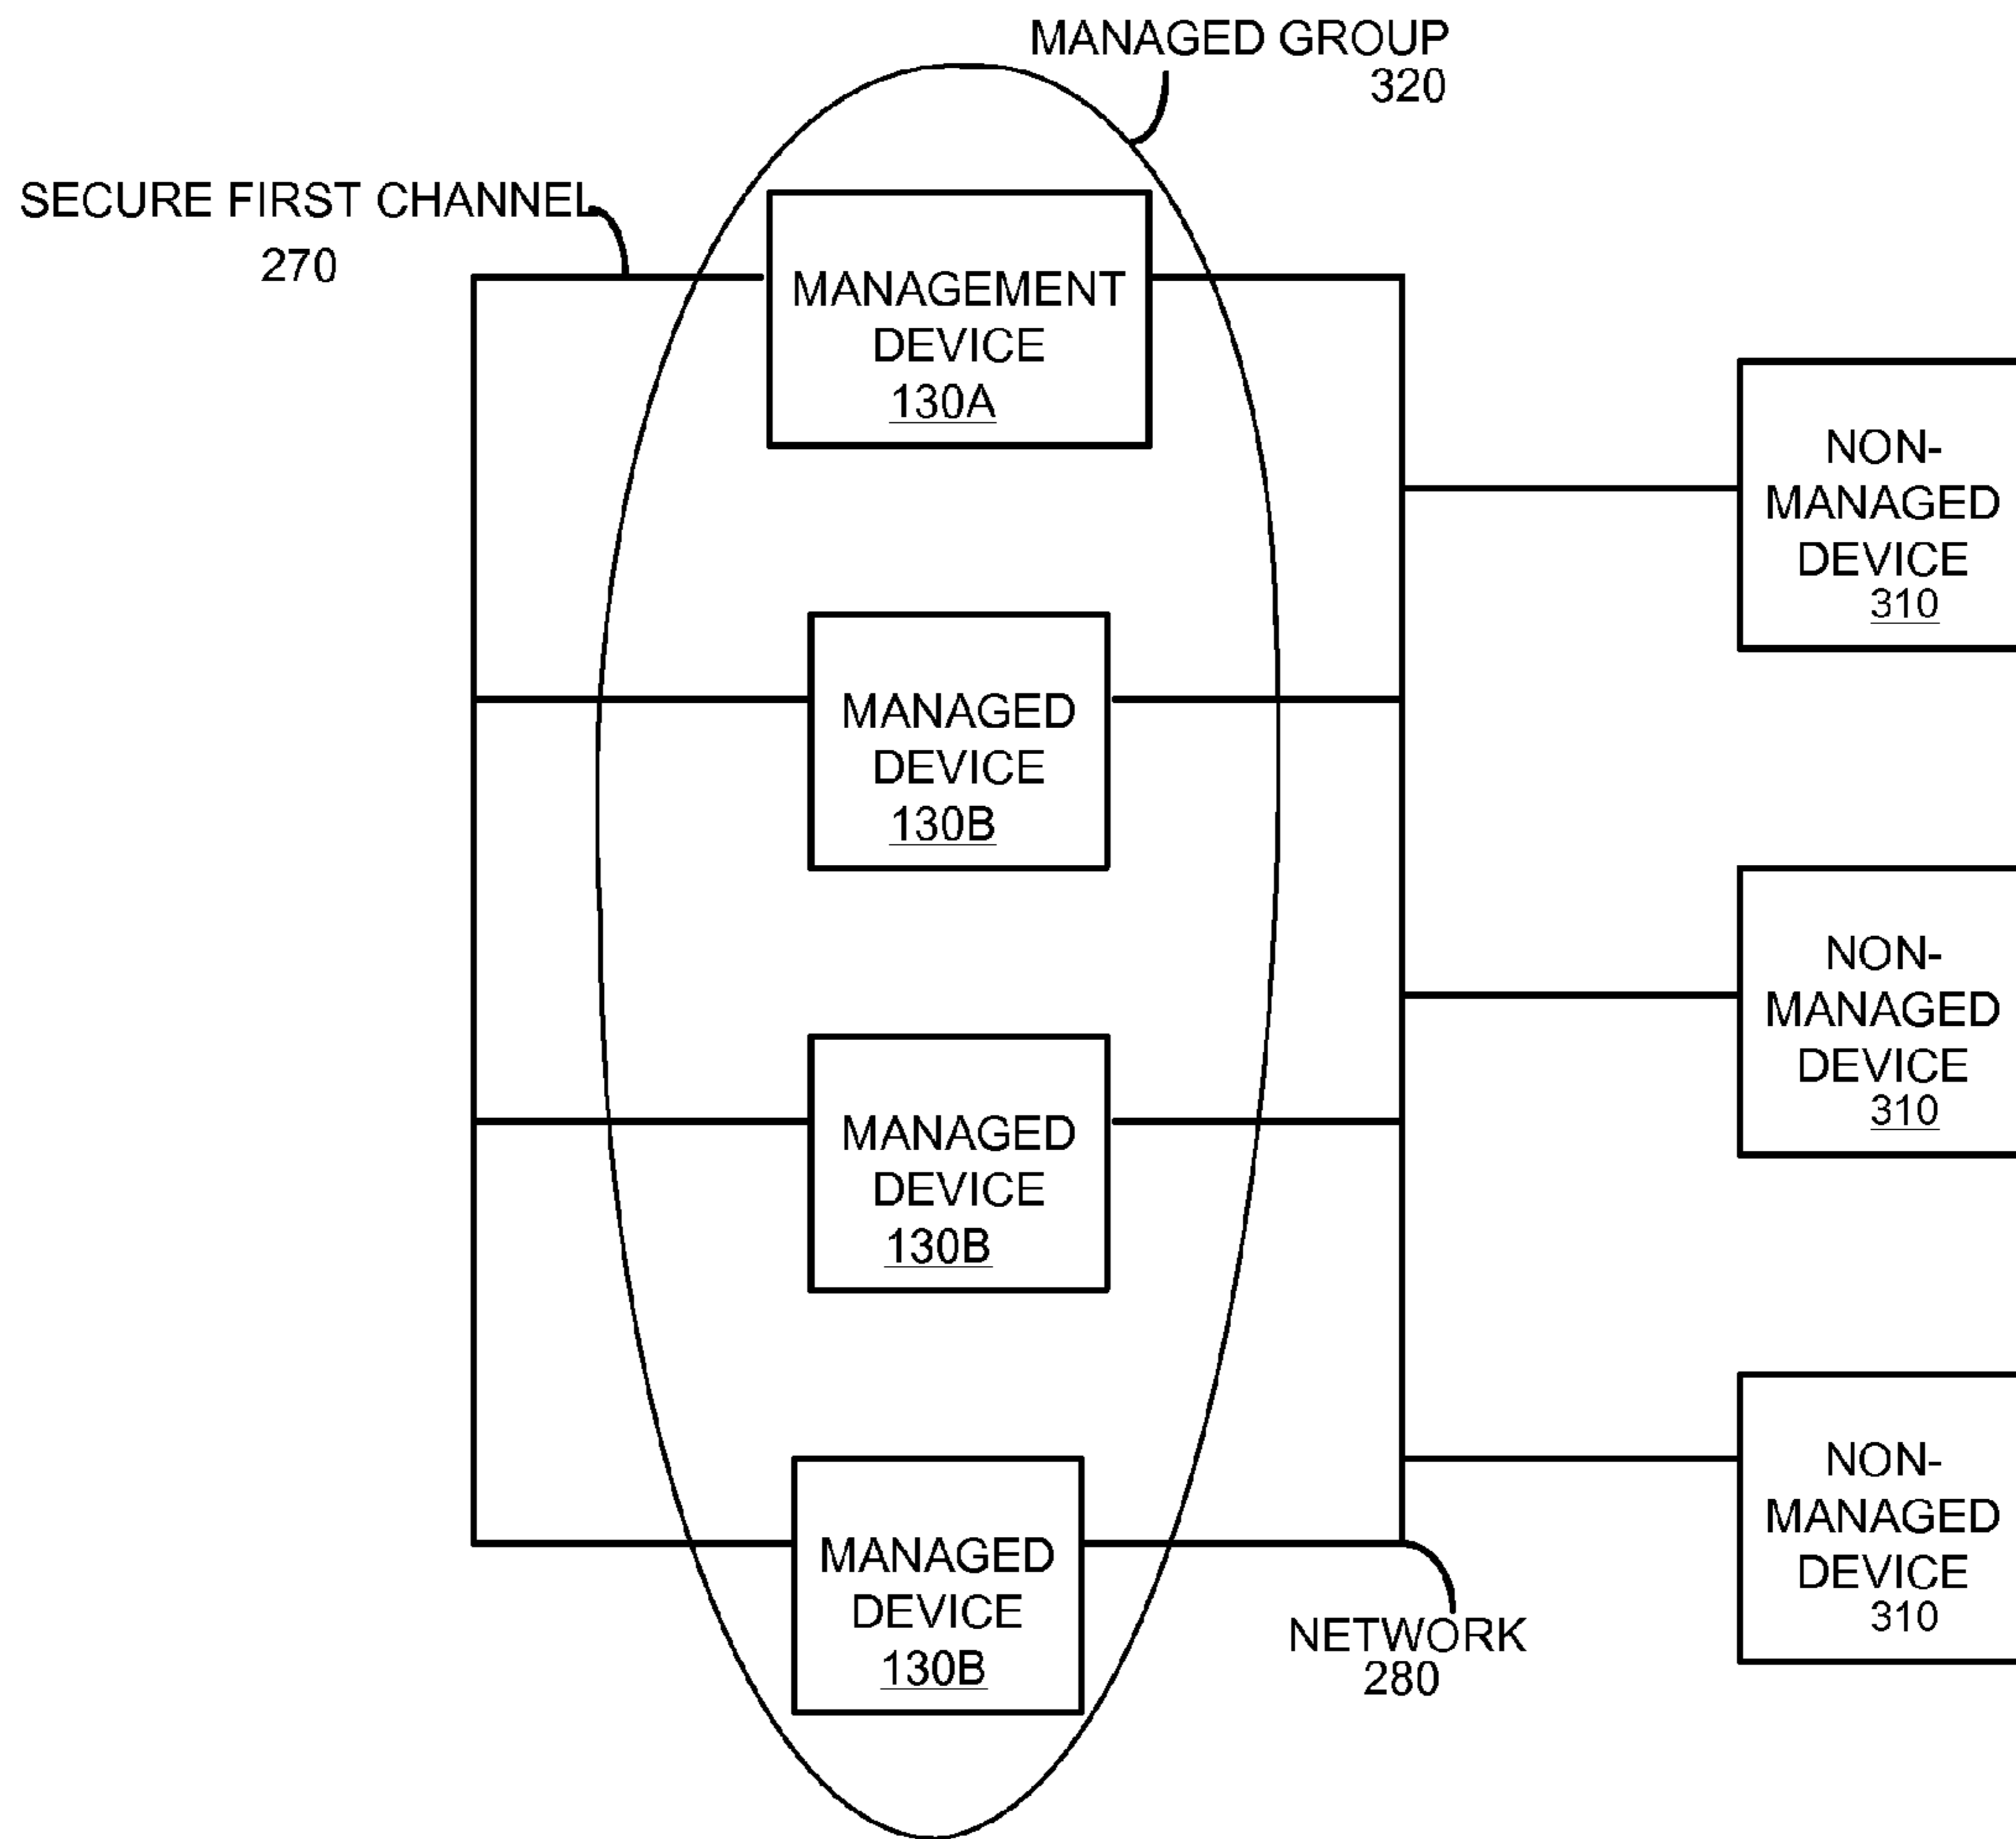 MANAGED GROUP
320
SECURE FIRST CHANNEL
270
MANAGEMENT
DEVICE
130A
NON-
MANAGED
DEVICE
310
MANAGED
DEVICE
130B
NON-
MANAGED
DEVICE
310
MANAGED
DEVICE
130B
NON-
MANAGED
DEVICE
310
MANAGED
DEVICE
130B
NETWORK
280